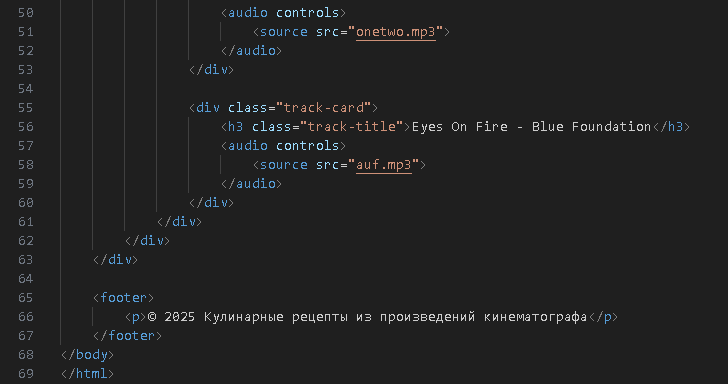 50 <audio controls>
51 <source src="onetwo.mp3">
52 </audio>
53 </div>
54
55 <div class="track-card">
56 <h3 class="track-title">Eyes On Fire - Blue Foundation</h3>
57 <audio controls>
58 <source src="auf.mp3">
59 </audio>
60 </div>
61 </div>
62 </div>
63 </div>
64
65 <footer>
66 <p>© 2025 Кулинарные рецепты из произведений кинематографа</p>
67 </footer>
68 </body>
69 </html>